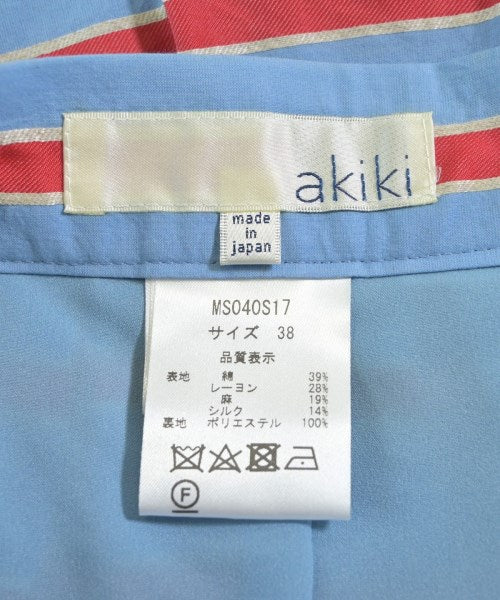 akiki
made
in
japan
MS040S17
サイズ 38
品質表示
表地 綿 39%
レーヨン 28%
麻 19%
シルク 14%
裏地 ポリエステル 100%
F